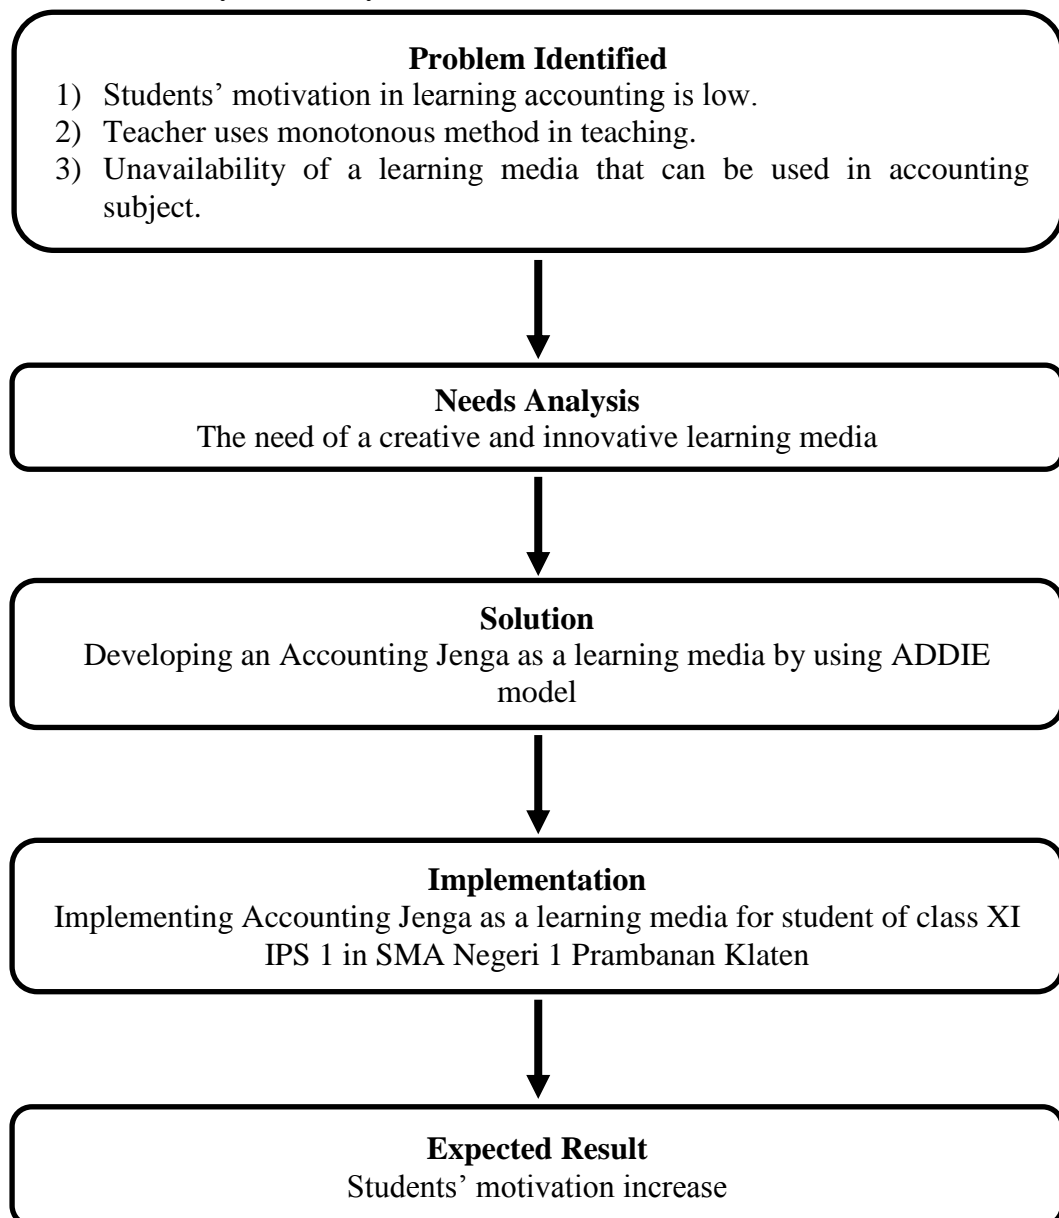 Problem Identified
1) Students’ motivation in learning accounting is low.
2) Teacher uses monotonous method in teaching.
3) Unavailability of a learning media that can be used in accounting
subject.
Needs Analysis
The need of a creative and innovative learning media
Solution
Developing an Accounting Jenga as a learning media by using ADDIE
model
Implementation
Implementing Accounting Jenga as a learning media for student of class XI
IPS 1 in SMA Negeri 1 Prambanan Klaten
Expected Result
Students’ motivation increase